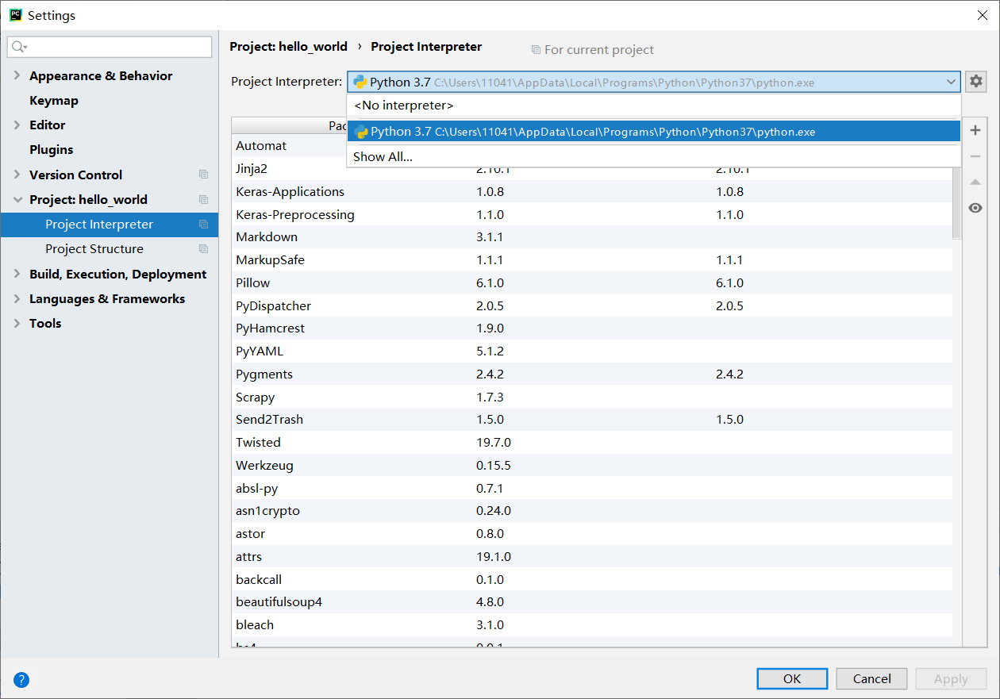 Settings
Project: hello_world › Project Interpreter
For current project
Appearance & Behavior
Keymap
Editor
Plugins
Version Control
Project: hello_world
Project Interpreter
Project Structure
Build, Execution, Deployment
Languages & Frameworks
Tools
Project Interpreter: Python 3.7 C:\Users\11041\AppData\Local\Programs\Python\Python37\python.exe
<No interpreter>
Python 3.7 C:\Users\11041\AppData\Local\Programs\Python\Python37\python.exe
Show All...
Automat
Jinja2 2.10.1 2.10.1
Keras-Applications 1.0.8 1.0.8
Keras-Preprocessing 1.1.0 1.1.0
Markdown 3.1.1
MarkupSafe 1.1.1 1.1.1
Pillow 6.1.0 6.1.0
PyDispatcher 2.0.5 2.0.5
PyHamcrest 1.9.0
PyYAML 5.1.2
Pygments 2.4.2 2.4.2
Scrapy 1.7.3
Send2Trash 1.5.0 1.5.0
Twisted 19.7.0
Werkzeug 0.15.5
absl-py 0.7.1
asn1crypto 0.24.0
astor 0.8.0
attrs 19.1.0
backcall 0.1.0
beautifulsoup4 4.8.0
bleach 3.1.0
OK
Cancel
Apply